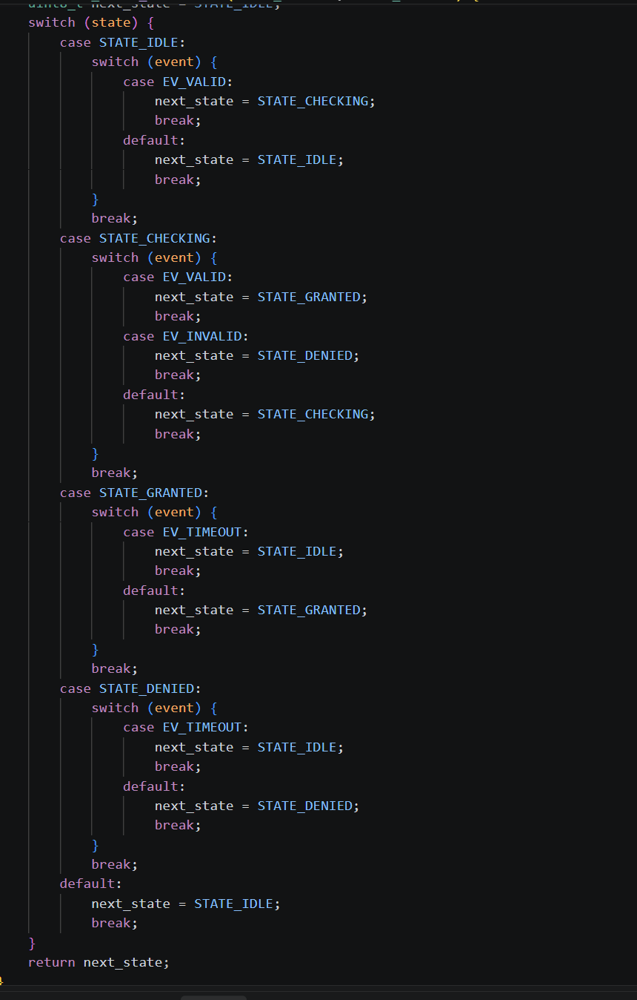 uint8_t next_state = STATE_IDLE;
switch (state) {
    case STATE_IDLE:
        switch (event) {
            case EV_VALID:
                next_state = STATE_CHECKING;
                break;
            default:
                next_state = STATE_IDLE;
                break;
        }
        break;
    case STATE_CHECKING:
        switch (event) {
            case EV_VALID:
                next_state = STATE_GRANTED;
                break;
            case EV_INVALID:
                next_state = STATE_DENIED;
                break;
            default:
                next_state = STATE_CHECKING;
                break;
        }
        break;
    case STATE_GRANTED:
        switch (event) {
            case EV_TIMEOUT:
                next_state = STATE_IDLE;
                break;
            default:
                next_state = STATE_GRANTED;
                break;
        }
        break;
    case STATE_DENIED:
        switch (event) {
            case EV_TIMEOUT:
                next_state = STATE_IDLE;
                break;
            default:
                next_state = STATE_DENIED;
                break;
        }
        break;
    default:
        next_state = STATE_IDLE;
        break;
}
return next_state;
}